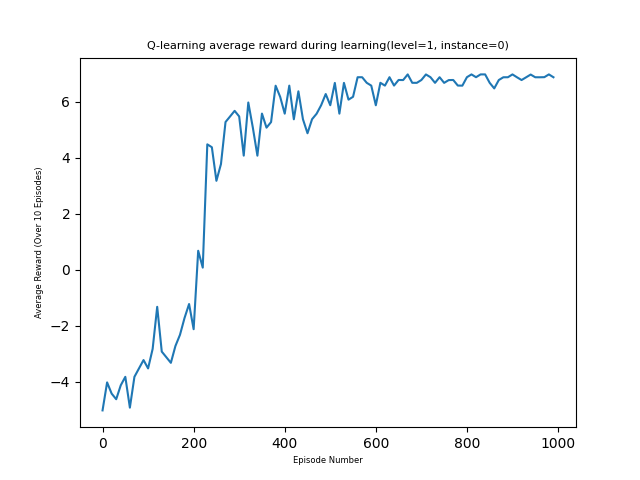 Q-learning average reward during learning(level=1, instance=0)
Average Reward (Over 10 Episodes)
6
4
2
0
−2
−4
0 200 400 600 800 1000
Episode Number